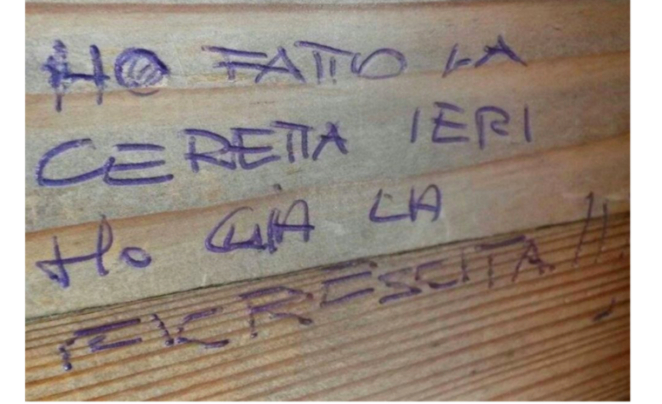 HO FATTO LA
CERETTA IERI
HO GIÀ LA
RICRESCITA !!